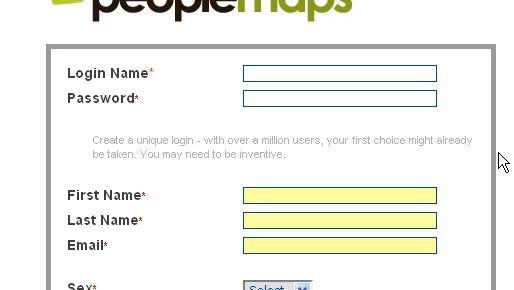 peoplemaps
Login Name*
Password*
Create a unique login - with over a million users, your first choice might already
be taken. You may need to be inventive.
First Name*
Last Name*
Email*
Sex*
Select